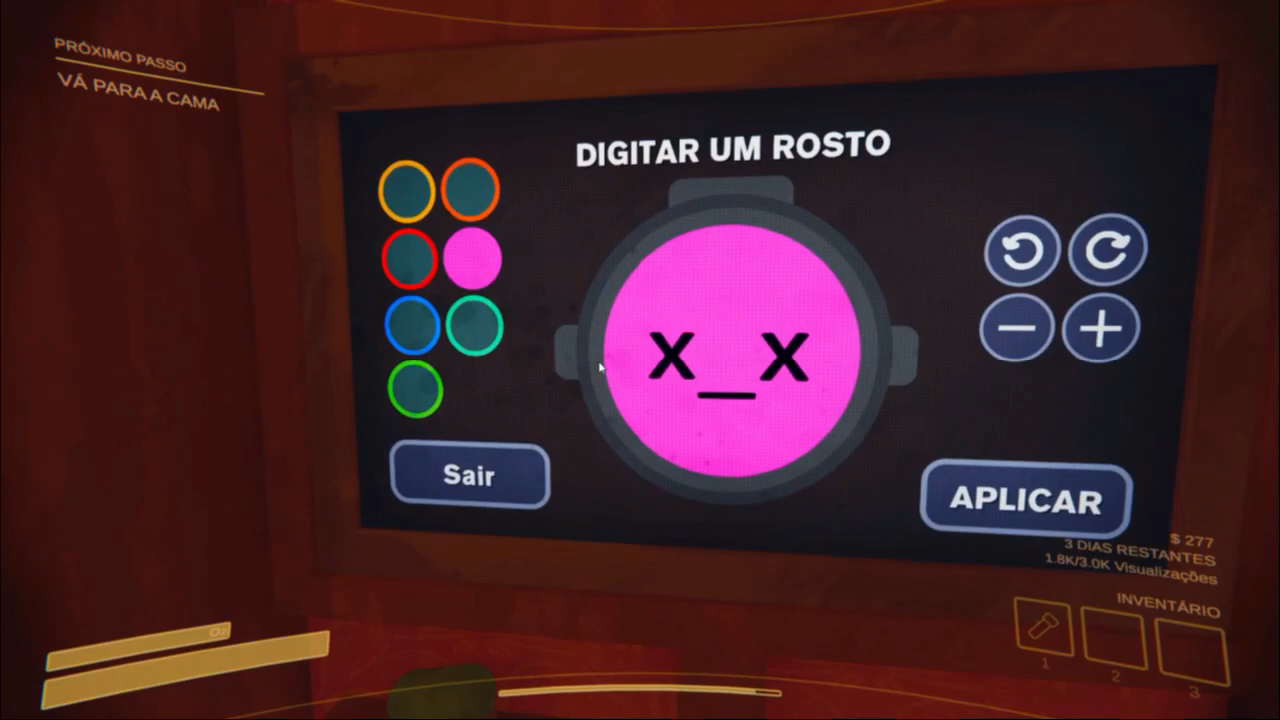 PRÓXIMO PASSO
VÁ PARA A CAMA
DIGITAR UM ROSTO
X_X
Sair
APLICAR
$ 277
3 DIAS RESTANTES
1.8K/3.0K Visualizações
INVENTÁRIO
1
2
3
O₂